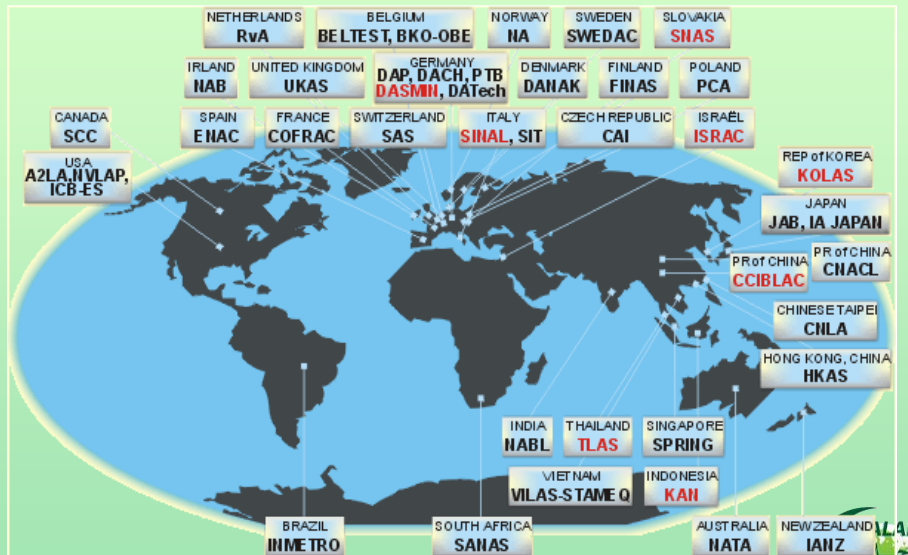 NETHERLANDS
RvA
BELGIUM
BELTEST, BKO-OBE
NORWAY
NA
SWEDEN
SWEDAC
SLOVAKIA
SNAS
IRLAND
NAB
UNITED KINGDOM
UKAS
GERMANY
DAP, DACH, PTB
DASMIN, DATech
DENMARK
DANAK
FINLAND
FINAS
POLAND
PCA
CANADA
SCC
SPAIN
ENAC
FRANCE
COFRAC
SWITZERLAND
SAS
ITALY
SINAL, SIT
CZECH REPUBLIC
CAI
ISRAËL
ISRAC
USA
A2LA,NVLAP,
ICB-ES
REP of KOREA
KOLAS
JAPAN
JAB, IA JAPAN
PR of CHINA
CCIBLAC
PR of CHINA
CNACL
CHINESE TAIPEI
CNLA
HONG KONG, CHINA
HKAS
INDIA
NABL
THAILAND
TLAS
SINGAPORE
SPRING
VIETNAM
VILAS-STAMEQ
INDONESIA
KAN
BRAZIL
INMETRO
SOUTH AFRICA
SANAS
AUSTRALIA
NATA
NEW ZEALAND
IANZ